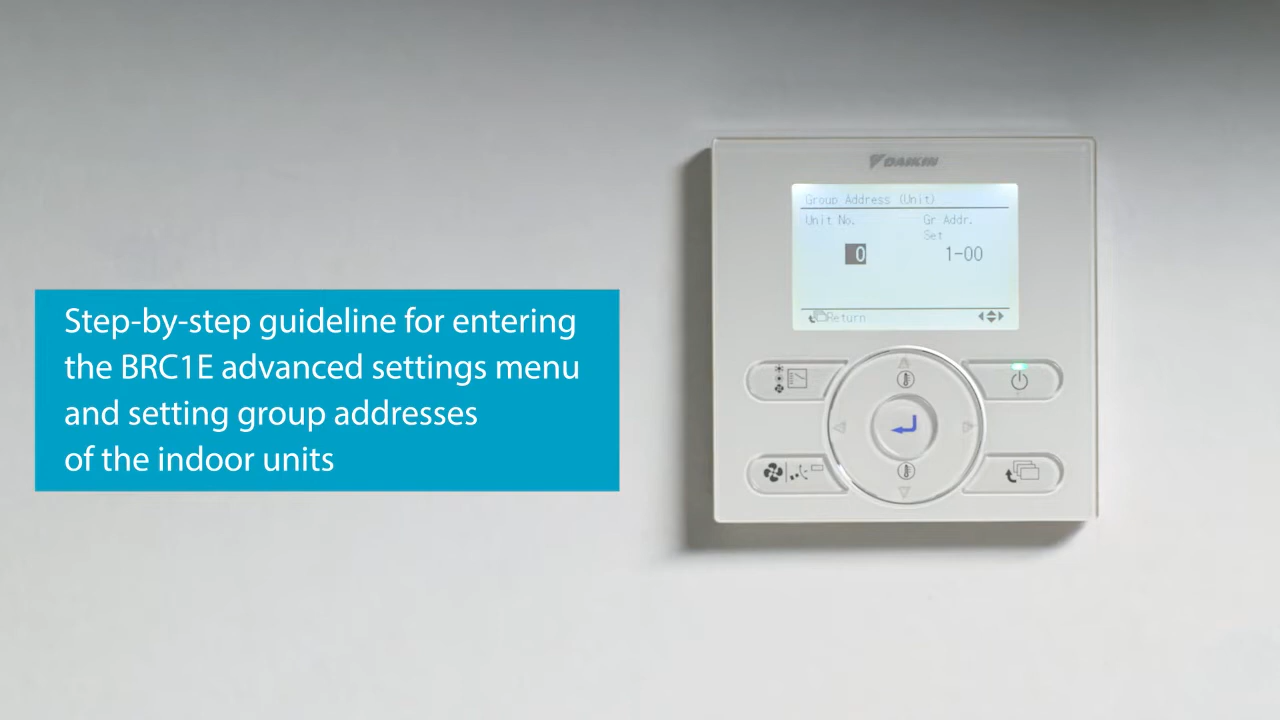 Step-by-step guideline for entering
the BRC1E advanced settings menu
and setting group addresses
of the indoor units
DAIKIN
Group Address (Unit)
Unit No. Gr Addr.
Set
0 1-00
Return